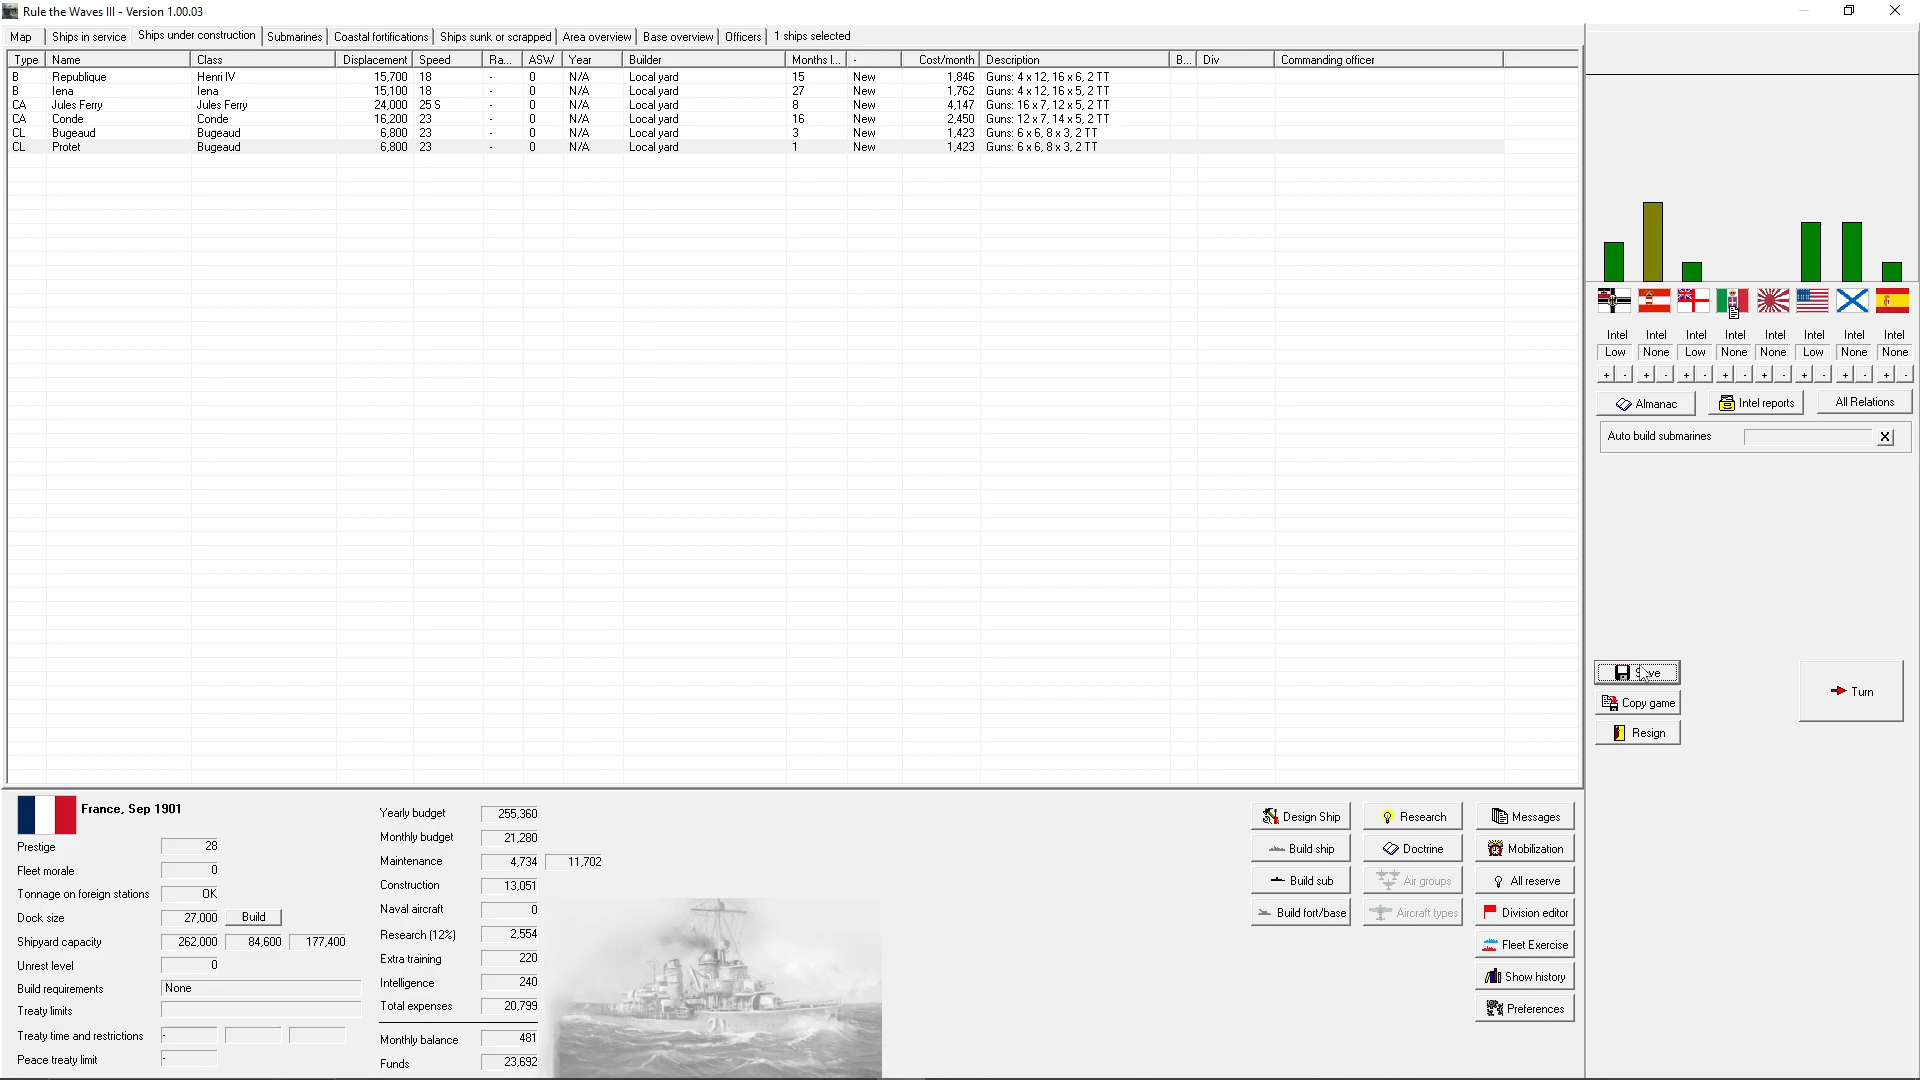 Rule the Waves III - Version 1.00.03
Map Ships in service Ships under construction Submarines Coastal fortifications Ships sunk or scrapped Area overview Base overview Officers 1 ships selected
Type Name Class Displacement Speed Ra... ASW Year Builder Months l... - Cost/month Description B... Div Commanding officer
B Republique Henri IV 15,700 18 - 0 N/A Local yard 15 New 1,846 Guns: 4 x 12, 16 x 6, 2 TT
B Iena Iena 15,100 18 - 0 N/A Local yard 27 New 1,762 Guns: 4 x 12, 16 x 5, 2 TT
CA Jules Ferry Jules Ferry 24,000 25 S - 0 N/A Local yard 8 New 4,147 Guns: 16 x 7, 12 x 5, 2 TT
CA Conde Conde 16,200 23 - 0 N/A Local yard 16 New 2,450 Guns: 12 x 7, 14 x 5, 2 TT
CL Bugeaud Bugeaud 6,800 23 - 0 N/A Local yard 3 New 1,423 Guns: 6 x 6, 8 x 3, 2 TT
CL Protet Bugeaud 6,800 23 - 0 N/A Local yard 1 New 1,423 Guns: 6 x 6, 8 x 3, 2 TT
Intel Intel Intel Intel Intel Intel Intel Intel
Low None Low None None Low None None
+ - + - + - + - + - + - + - + -
Almanac Intel reports All Relations
Auto build submarines X
Copy game
Resign
Turn
France, Sep 1901
Prestige 28
Fleet morale 0
Tonnage on foreign stations OK
Dock size 27,000 Build
Shipyard capacity 262,000 84,600 177,400
Unrest level 0
Build requirements None
Treaty limits
Treaty time and restrictions -
Peace treaty limit -
Yearly budget 255,360
Monthly budget 21,280
Maintenance 4,734 11,702
Construction 13,051
Naval aircraft 0
Research (12%) 2,554
Extra training 220
Intelligence 240
Total expenses 20,799
Monthly balance 481
Funds 23,692
Design Ship Research Messages
Build ship Doctrine Mobilization
Build sub Air groups All reserve
Build fort/base Aircraft types Division editor
Fleet Exercise
Show history
Preferences